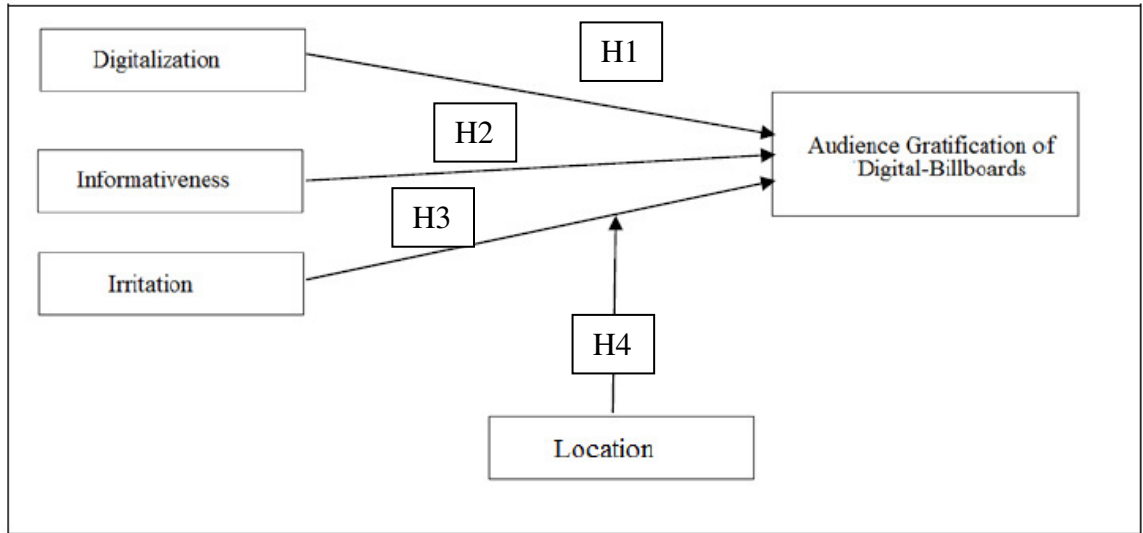 Digitalization
H1
Audience Gratification of
Digital-Billboards
H2
Informativeness
H3
Irritation
H4
Location